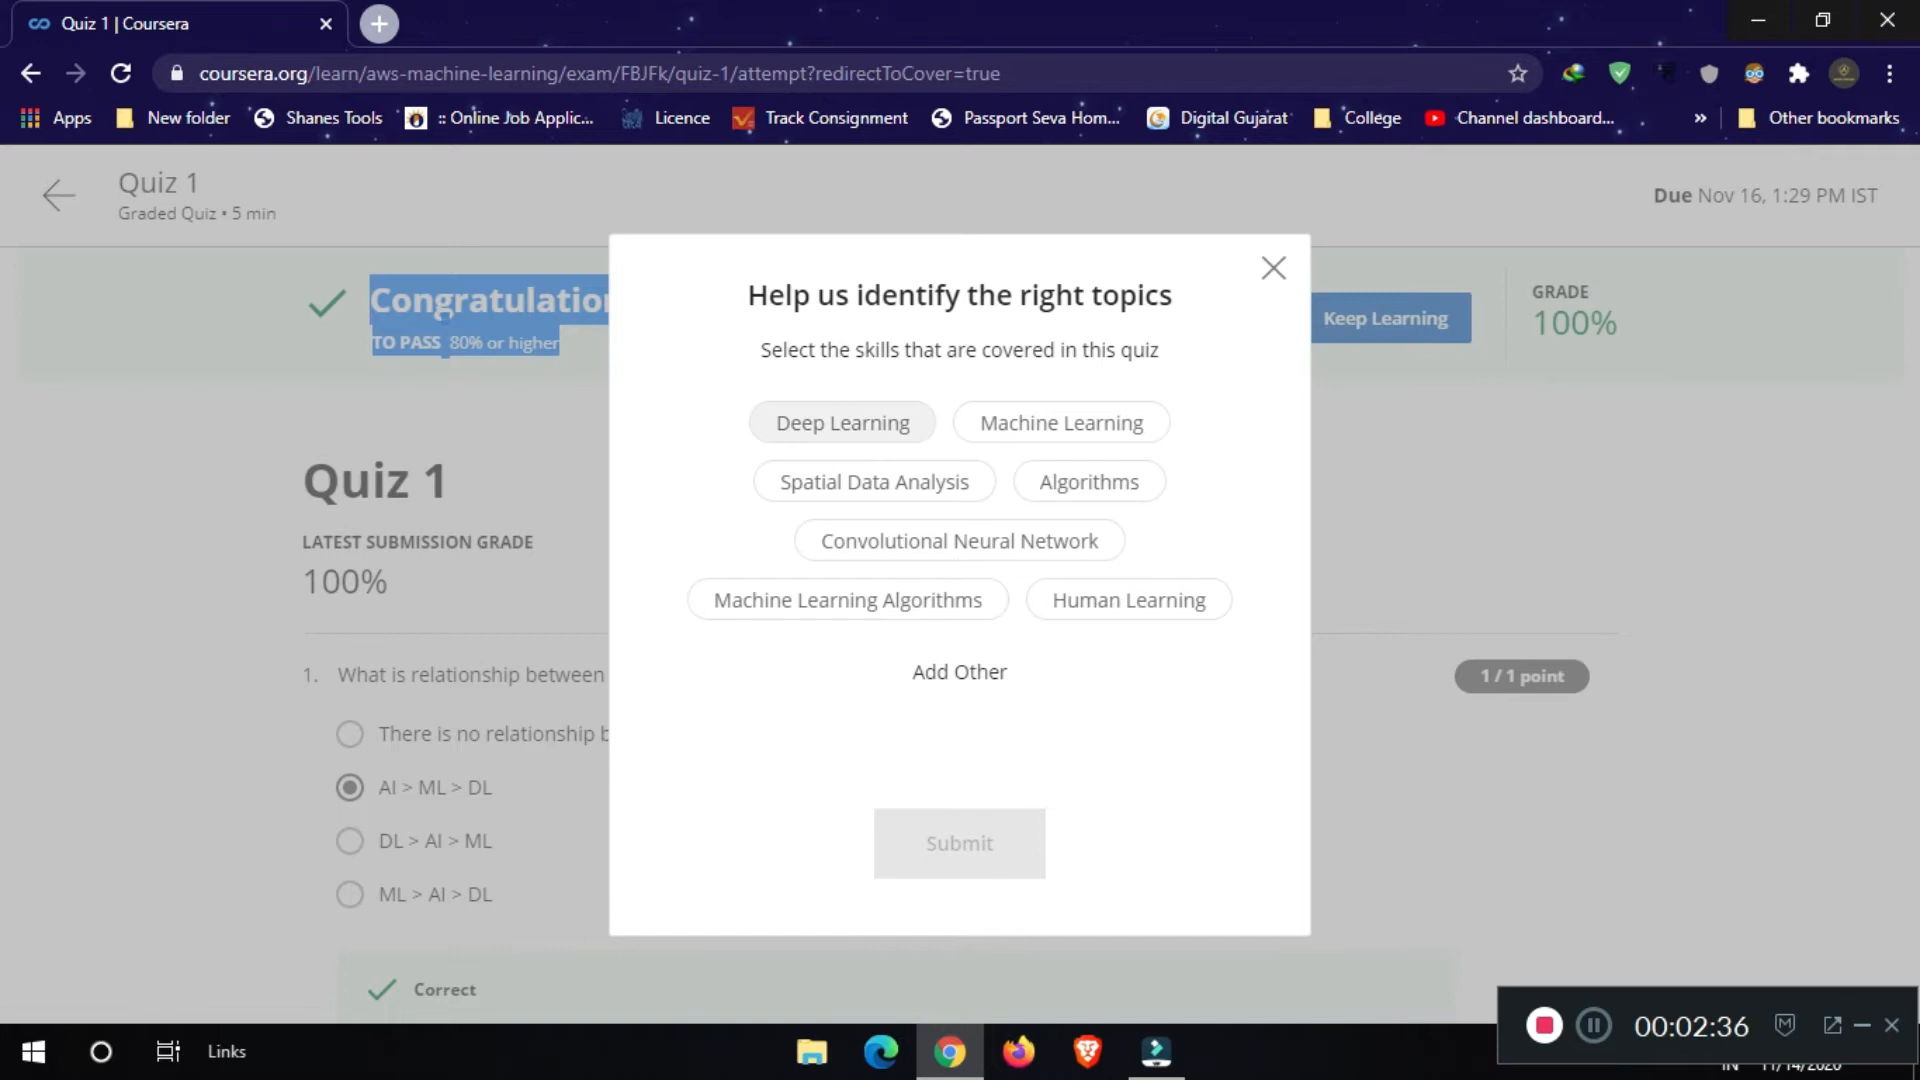 Quiz 1 | Coursera
coursera.org/learn/aws-machine-learning/exam/FBJFk/quiz-1/attempt?redirectToCover=true
Apps New folder Shanes Tools :: Online Job Applic... Licence Track Consignment Passport Seva Hom... Digital Gujarat College Channel dashboard... » Other bookmarks
Quiz 1
Graded Quiz • 5 min
Due Nov 16, 1:29 PM IST
Help us identify the right topics
Select the skills that are covered in this quiz
Deep Learning Machine Learning
Spatial Data Analysis Algorithms
Convolutional Neural Network
Machine Learning Algorithms Human Learning
Add Other
Submit
TO PASS 80% or higher
Keep Learning
GRADE
100%
Quiz 1
LATEST SUBMISSION GRADE
100%
1. What is relationship between
1 / 1 point
There is no relationship
AI > ML > DL
DL > AI > ML
ML > AI > DL
Correct
00:02:36
Links